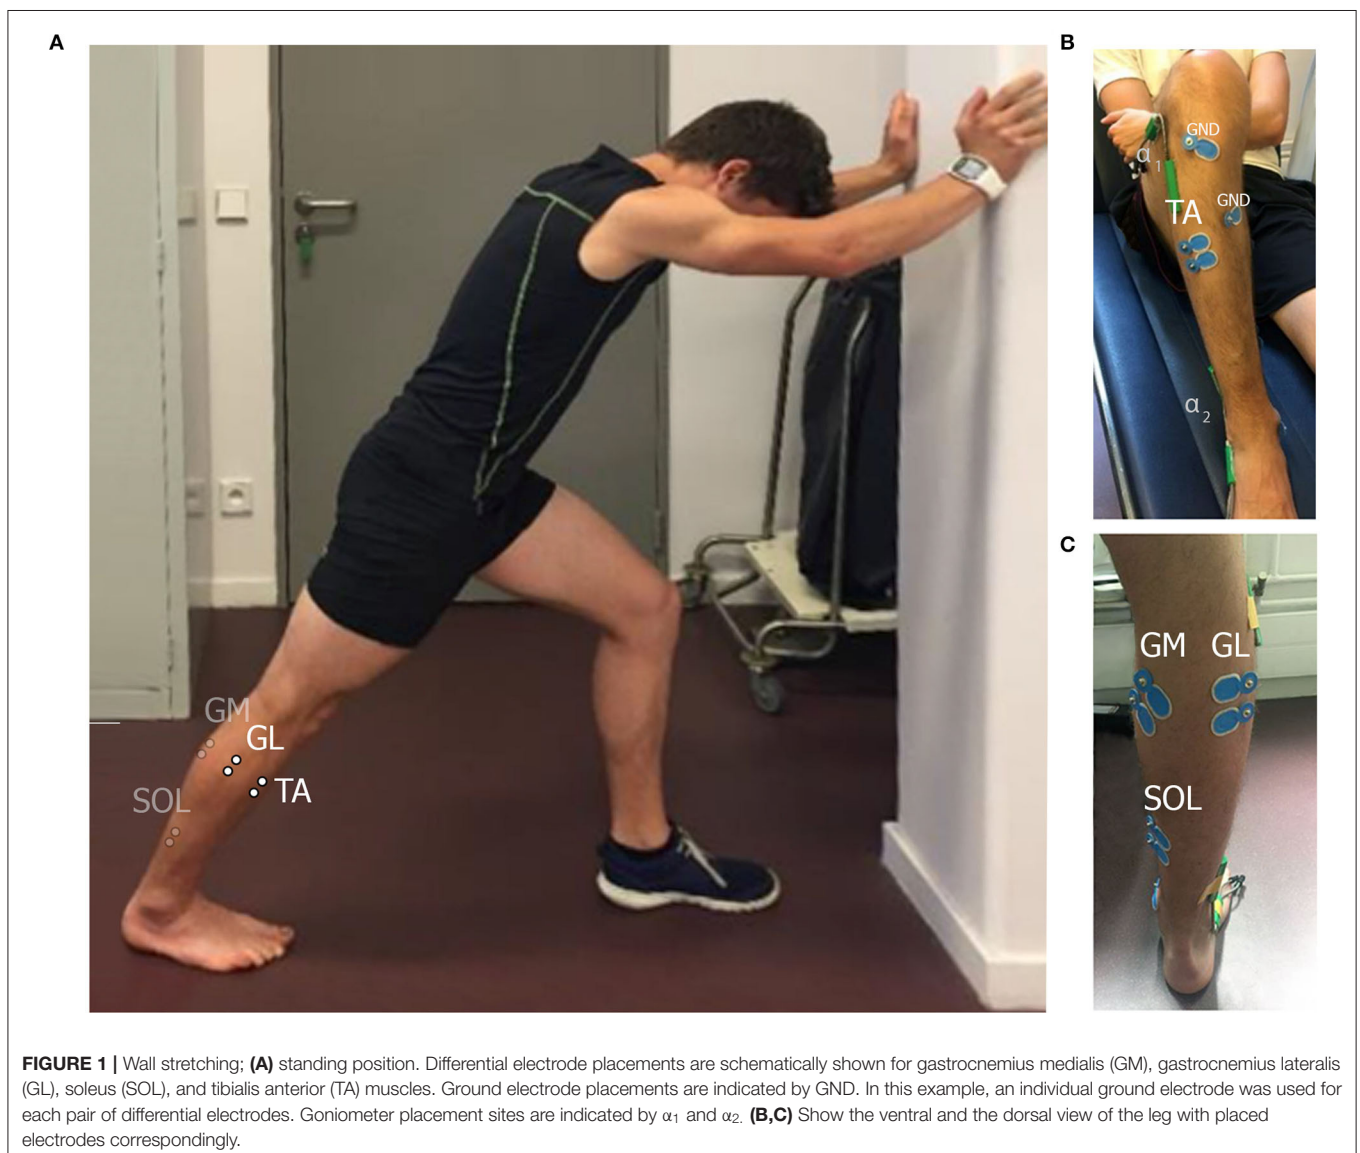 A
B
C
GM
GL
SOL
TA
GND
α₁
GND
TA
α₂
GM GL
SOL
FIGURE 1 | Wall stretching; (A) standing position. Differential electrode placements are schematically shown for gastrocnemius medialis (GM), gastrocnemius lateralis
(GL), soleus (SOL), and tibialis anterior (TA) muscles. Ground electrode placements are indicated by GND. In this example, an individual ground electrode was used for
each pair of differential electrodes. Goniometer placement sites are indicated by α₁ and α₂. (B,C) Show the ventral and the dorsal view of the leg with placed
electrodes correspondingly.